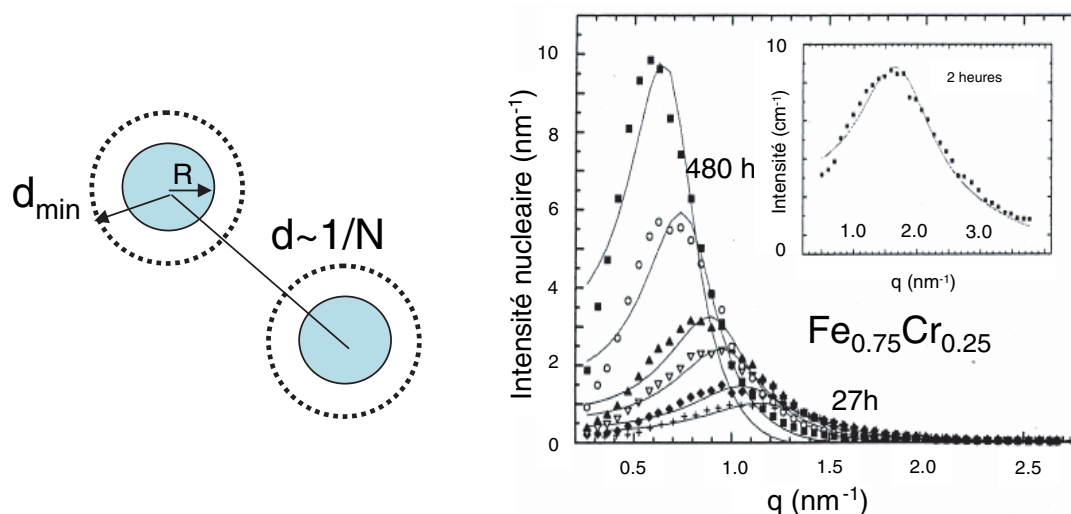 R
d_min
d~1/N
Intensité nucleaire (nm⁻¹)
10
8
6
4
2
0
0.5
1.0
1.5
2.0
2.5
q (nm⁻¹)
480 h
27h
Fe₀.₇₅Cr₀.₂₅
Intensité (cm⁻¹)
10
0
2 heures
1.0
2.0
3.0
q (nm⁻¹)